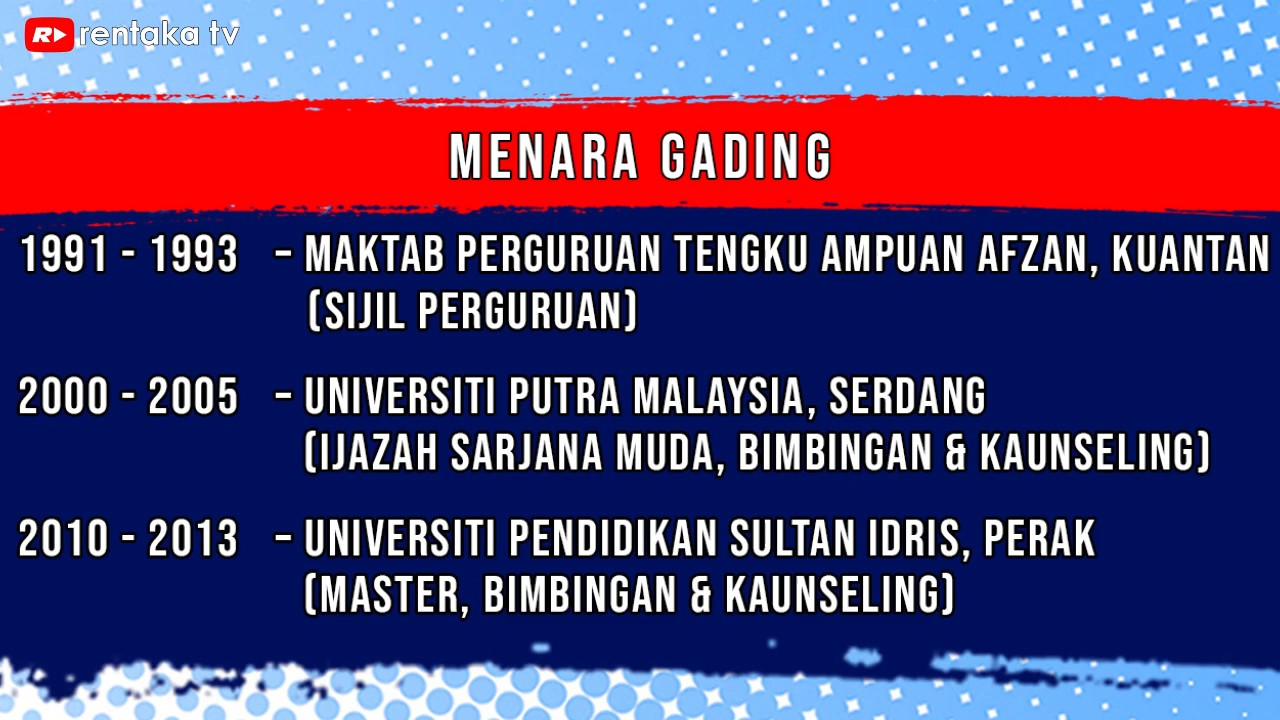 rentaka tv
MENARA GADING
1991 - 1993 – MAKTAB PERGURUAN TENGKU AMPUAN AFZAN, KUANTAN
(SIJIL PERGURUAN)
2000 - 2005 – UNIVERSITI PUTRA MALAYSIA, SERDANG
(IJAZAH SARJANA MUDA, BIMBINGAN & KAUNSELING)
2010 - 2013 – UNIVERSITI PENDIDIKAN SULTAN IDRIS, PERAK
(MASTER, BIMBINGAN & KAUNSELING)